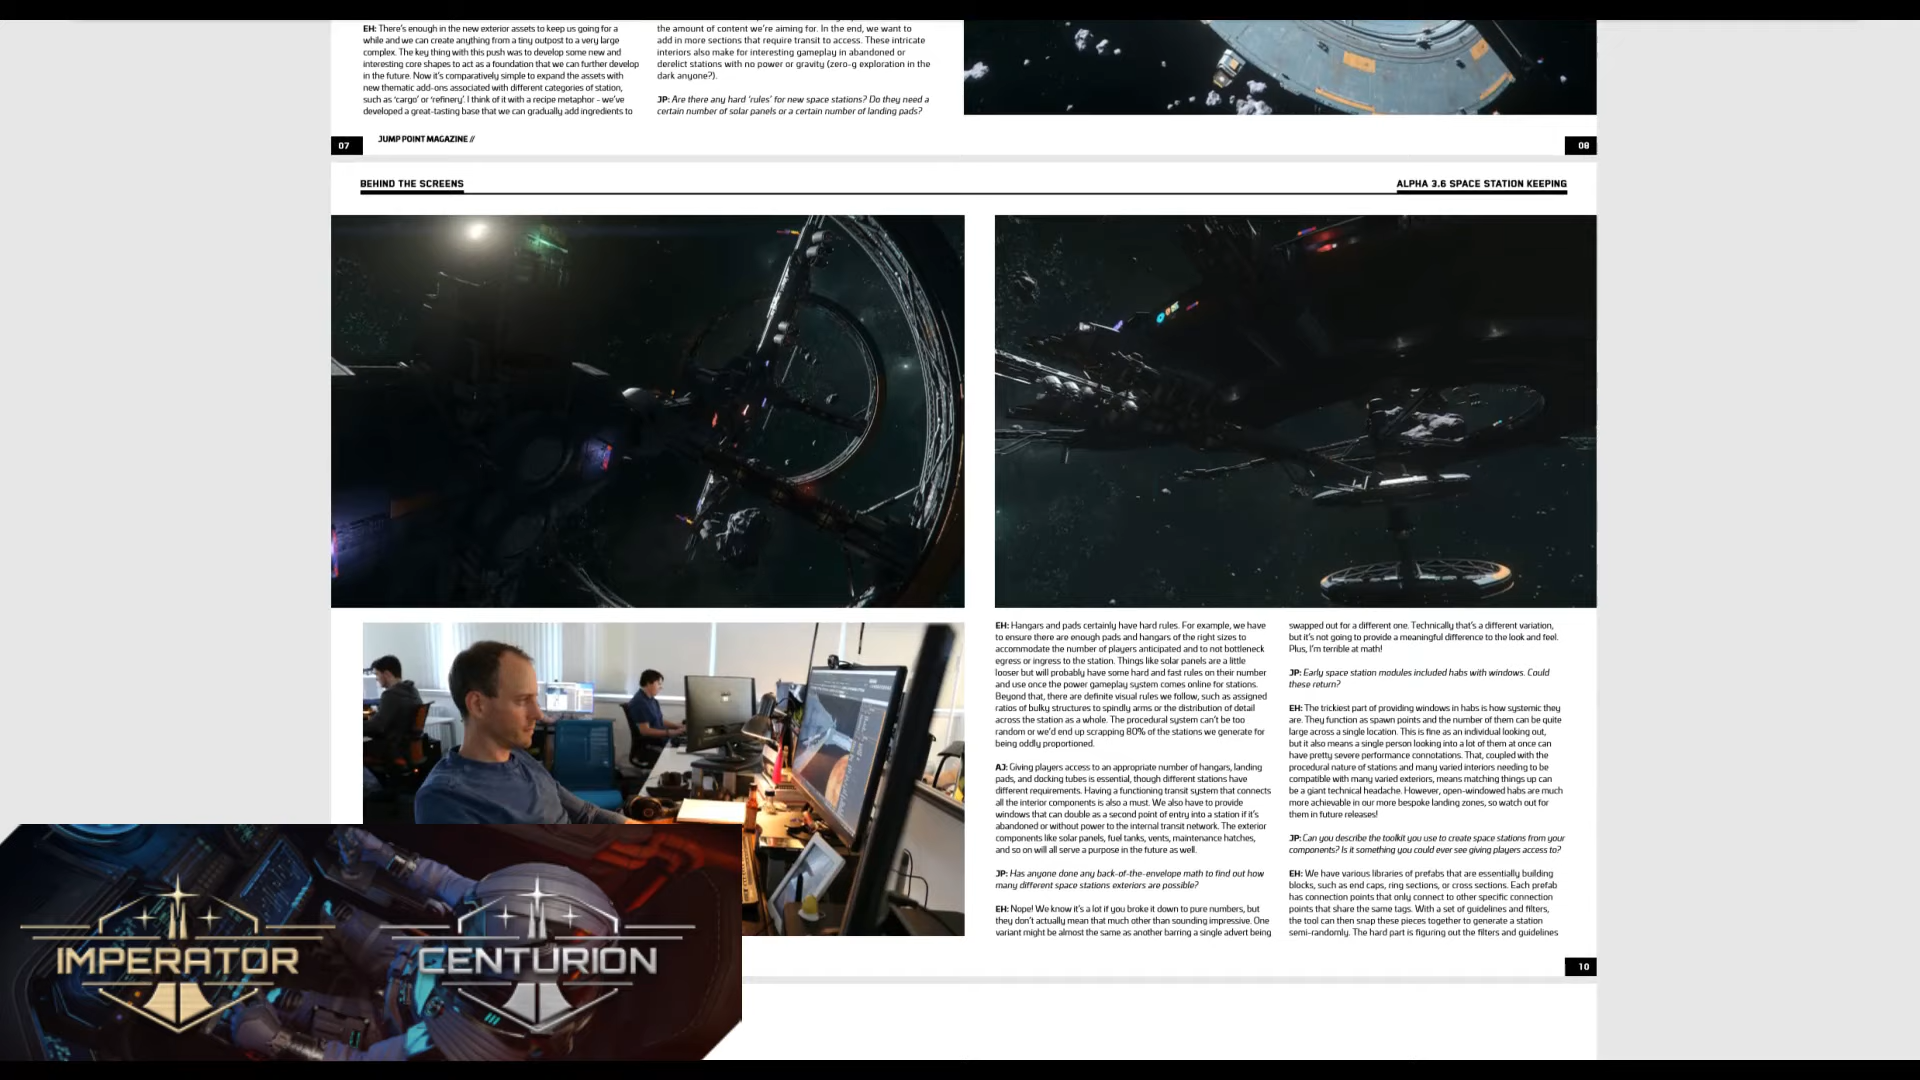 EH: There's enough in the new exterior assets to keep us going for a
while and we can create anything from a tiny outpost to a very large
complex. The key thing with this push was to develop some new and
interesting core shapes to act as a foundation that we can further develop
in the future. Now it's comparatively simple to expand the assets with
new thematic add-ons associated with different categories of station,
such as 'cargo' or 'refinery'. I think of it with a recipe metaphor - we've
developed a great-tasting base that we can gradually add ingredients to
the amount of content we're aiming for. In the end, we want to
add in more sections that require transit to access. These intricate
interiors also make for interesting gameplay in abandoned or
derelict stations with no power or gravity (zero-g exploration in the
dark anyone?).
JP: Are there any hard 'rules' for new space stations? Do they need a
certain number of solar panels or a certain number of landing pads?
07
JUMP POINT MAGAZINE //
08
BEHIND THE SCREENS
ALPHA 3.6 SPACE STATION KEEPING
EH: Hangars and pads certainly have hard rules. For example, we have
to ensure there are enough pads and hangars of the right sizes to
accommodate the number of players anticipated and to not bottleneck
egress or ingress to the station. Things like solar panels are a little
looser but will probably have some hard and fast rules on their number
and use once the power gameplay system comes online for stations.
Beyond that, there are definite visual rules we follow, such as assigned
ratios of bulky structures to spindly arms or the distribution of detail
across the station as a whole. The procedural system can't be too
random or we'd end up scrapping 80% of the stations we generate for
being oddly proportioned.
AJ: Giving players access to an appropriate number of hangars, landing
pads, and docking tubes is essential, though different stations have
different requirements. Having a functioning transit system that connects
all the interior components is also a must. We also have to provide
windows that can double as a second point of entry into a station if it's
abandoned or without power to the internal transit network. The exterior
components like solar panels, fuel tanks, vents, maintenance hatches,
and so on will all serve a purpose in the future as well.
JP: Has anyone done any back-of-the-envelope math to find out how
many different space stations exteriors are possible?
EH: Nope! We know it's a lot if you broke it down to pure numbers, but
they don't actually mean that much other than sounding impressive. One
variant might be almost the same as another barring a single advert being
swapped out for a different one. Technically that's a different variation,
but it's not going to provide a meaningful difference to the look and feel.
Plus, I'm terrible at math!
JP: Early space station modules included habs with windows. Could
these return?
EH: The trickiest part of providing windows in habs is how systemic they
are. They function as spawn points and the number of them can be quite
large across a single location. This is fine as an individual looking out,
but it also means a single person looking into a lot of them at once can
have pretty severe performance connotations. That, coupled with the
procedural nature of stations and many varied interiors needing to be
compatible with many varied exteriors, means matching things up can
be a giant technical headache. However, open-windowed habs are much
more achievable in our more bespoke landing zones, so watch out for
them in future releases!
JP: Can you describe the toolkit you use to create space stations from your
components? Is it something you could ever see giving players access to?
EH: We have various libraries of prefabs that are essentially building
blocks, such as end caps, ring sections, or cross sections. Each prefab
has connection points that only connect to other specific connection
points that share the same tags. With a set of guidelines and filters,
the tool can then snap these pieces together to generate a station
semi-randomly. The hard part is figuring out the filters and guidelines
10
IMPERATOR
CENTURION